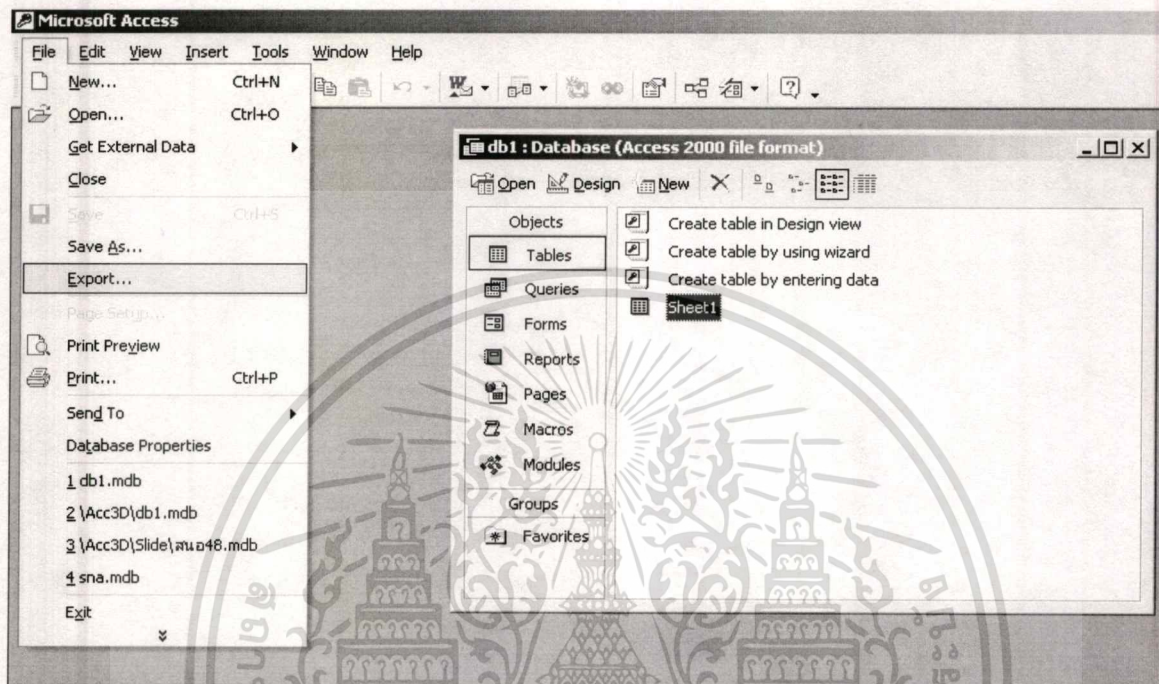 Microsoft Access
File Edit View Insert Tools Window Help
New... Ctrl+N
Open... Ctrl+O
Get External Data
Close
Save Ctrl+S
Save As...
Export...
Page Setup...
Print Preview
Print... Ctrl+P
Send To
Database Properties
1 db1.mdb
2 \Acc3D\db1.mdb
3 \Acc3D\Slide\สนอ48.mdb
4 sna.mdb
Exit
db1 : Database (Access 2000 file format)
Open Design New
Objects
Tables
Queries
Forms
Reports
Pages
Macros
Modules
Groups
Favorites
Create table in Design view
Create table by using wizard
Create table by entering data
Sheet1